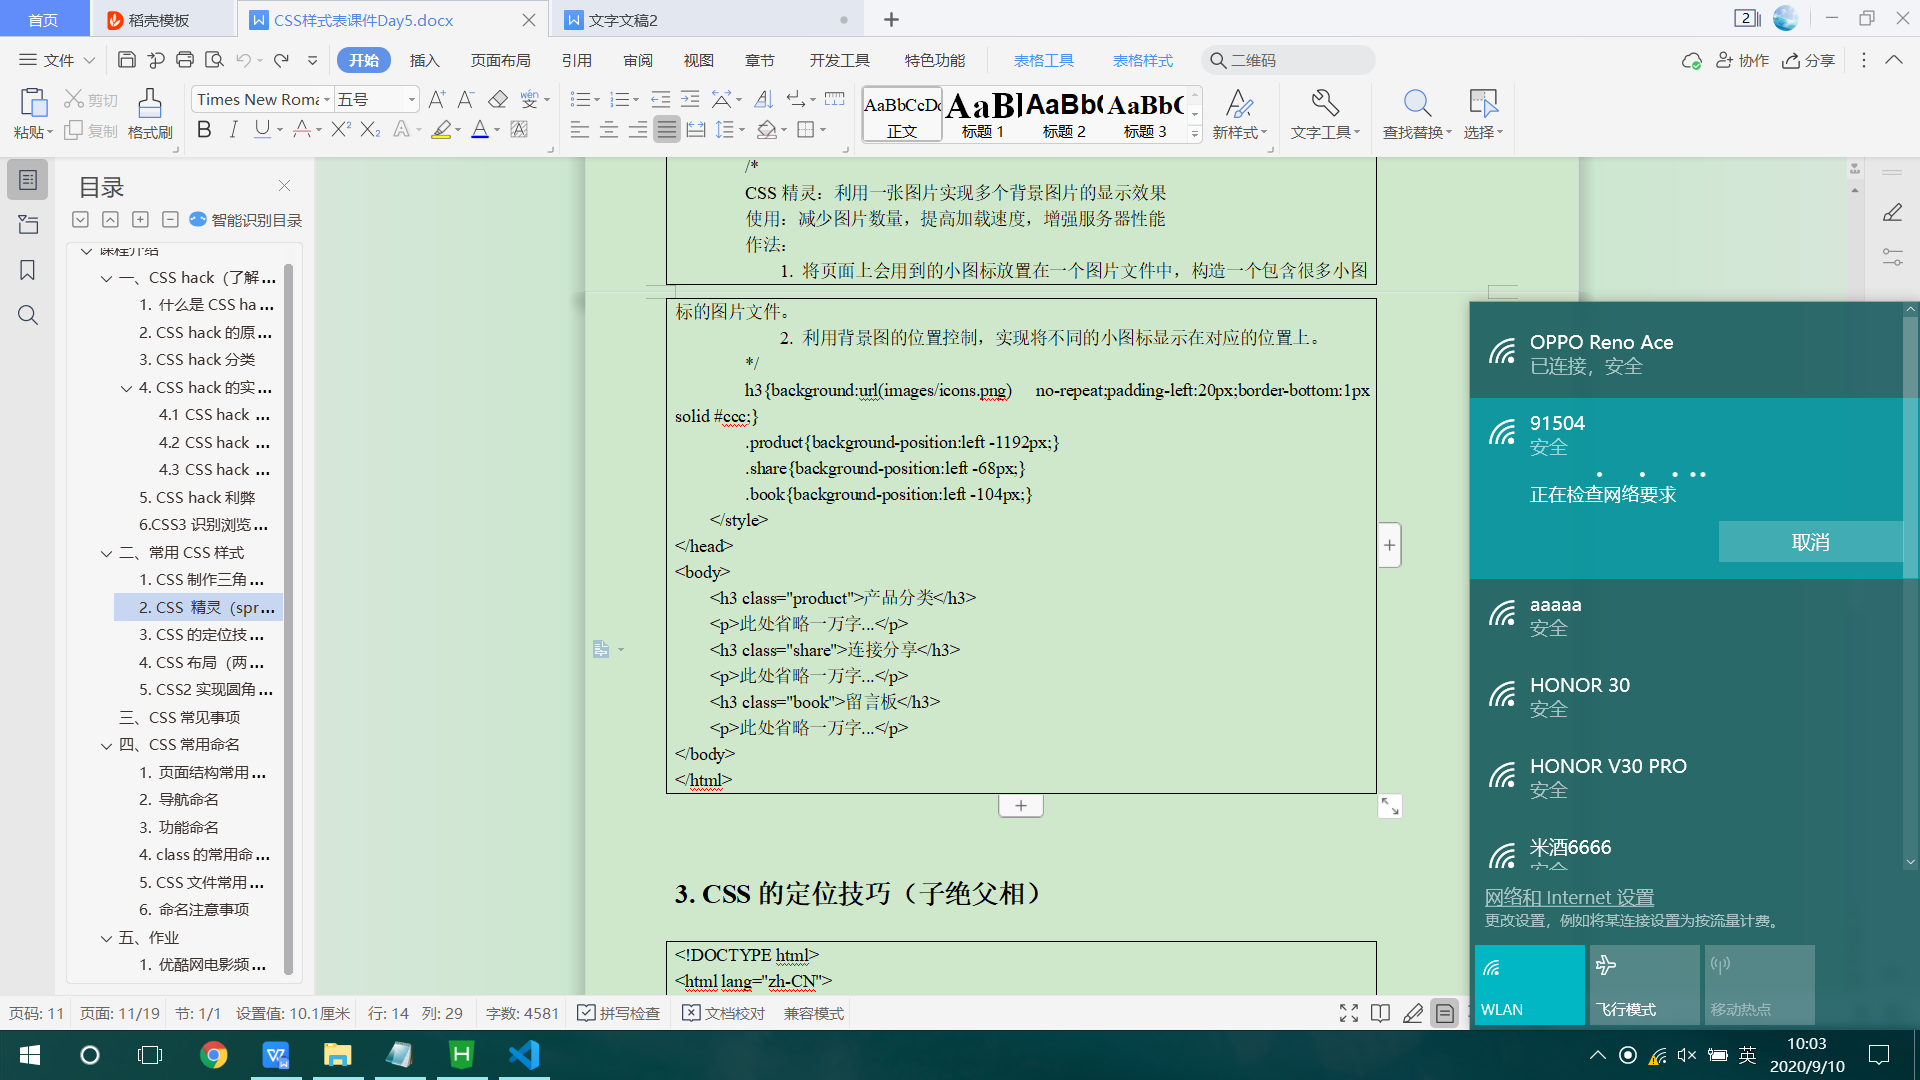 首页
稻壳模板
CSS样式表课件Day5.docx
文字文稿2
2
文件
开始
插入
页面布局
引用
审阅
视图
章节
开发工具
特色功能
表格工具
表格样式
二维码
协作
分享
粘贴
剪切
复制
格式刷
Times New Roma
五号
AaBbCcDd
正文
AaBl
标题 1
AaBb(
标题 2
AaBbC
标题 3
新样式
文字工具
查找替换
选择
目录
智能识别目录
课程介绍
一、CSS hack（了解...
1. 什么是 CSS ha...
2. CSS hack 的原...
3. CSS hack 分类
4. CSS hack 的实...
4.1 CSS hack ...
4.2 CSS hack ...
4.3 CSS hack ...
5. CSS hack 利弊
6.CSS3 识别浏览...
二、常用 CSS 样式
1. CSS 制作三角...
2. CSS 精灵（spr...
3. CSS 的定位技...
4. CSS 布局（两...
5. CSS2 实现圆角...
三、CSS 常见事项
四、CSS 常用命名
1. 页面结构常用...
2. 导航命名
3. 功能命名
4. class 的常用命...
5. CSS 文件常用...
6. 命名注意事项
五、作业
1. 优酷网电影频...
/*
CSS 精灵：利用一张图片实现多个背景图片的显示效果
使用：减少图片数量，提高加载速度，增强服务器性能
作法：
1. 将页面上会用到的小图标放置在一个图片文件中，构造一个包含很多小图
标的图片文件。
2. 利用背景图的位置控制，实现将不同的小图标显示在对应的位置上。
*/
h3{background:url(images/icons.png) no-repeat;padding-left:20px;border-bottom:1px
solid #ccc;}
.product{background-position:left -1192px;}
.share{background-position:left -68px;}
.book{background-position:left -104px;}
</style>
</head>
<body>
<h3 class="product">产品分类</h3>
<p>此处省略一万字...</p>
<h3 class="share">连接分享</h3>
<p>此处省略一万字...</p>
<h3 class="book">留言板</h3>
<p>此处省略一万字...</p>
</body>
</html>
3. CSS 的定位技巧（子绝父相）
<!DOCTYPE html>
<html lang="zh-CN">
OPPO Reno Ace
已连接，安全
91504
安全
正在检查网络要求
取消
aaaaa
安全
HONOR 30
安全
HONOR V30 PRO
安全
米酒6666
安全
网络和 Internet 设置
更改设置，例如将某连接设置为按流量计费。
WLAN
飞行模式
移动热点
页码: 11
页面: 11/19
节: 1/1
设置值: 10.1厘米
行: 14
列: 29
字数: 4581
拼写检查
文档校对
兼容模式
英
10:03
2020/9/10